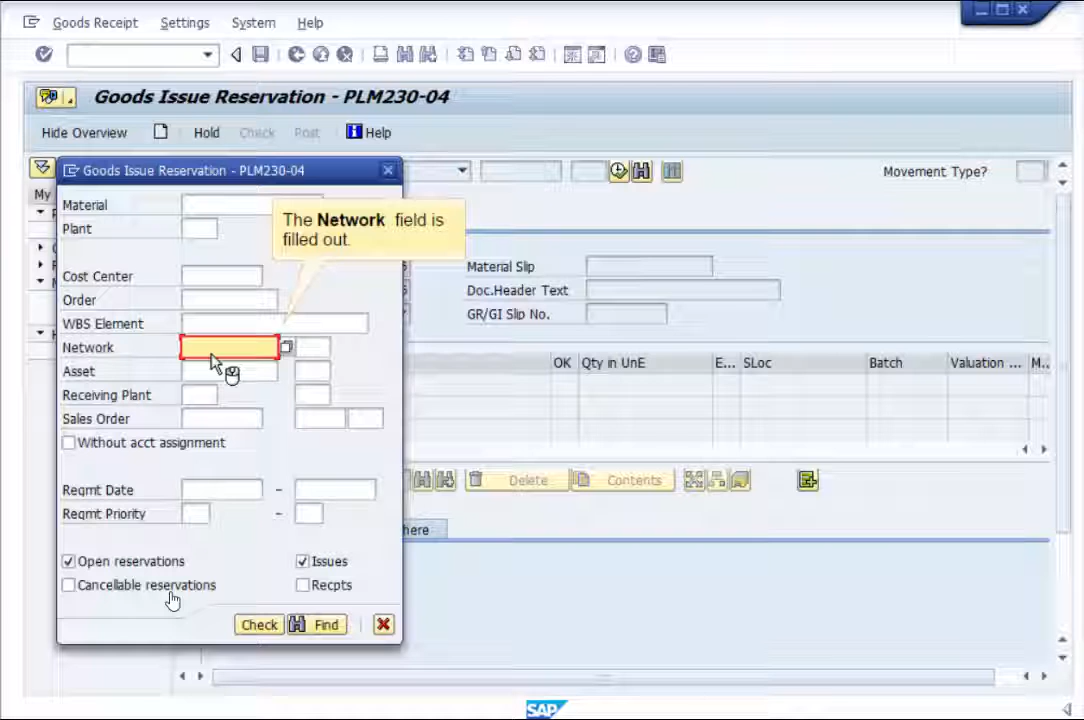 Goods Receipt Settings System Help
Goods Issue Reservation - PLM230-04
Hide Overview Hold Check Post Help
Goods Issue Reservation - PLM230-04
Movement Type?
My
Material
The Network field is
filled out.
Plant
Cost Center
Material Slip
Order
Doc.Header Text
WBS Element
GR/GI Slip No.
Network
Asset
OK Qty in UnE E... SLoc Batch Valuation ... M..
Receiving Plant
Sales Order
Without acct assignment
Delete Contents
Reqmt Date -
Reqmt Priority -
here
Open reservations Issues
Cancellable reservations Recpts
Check Find
SAP